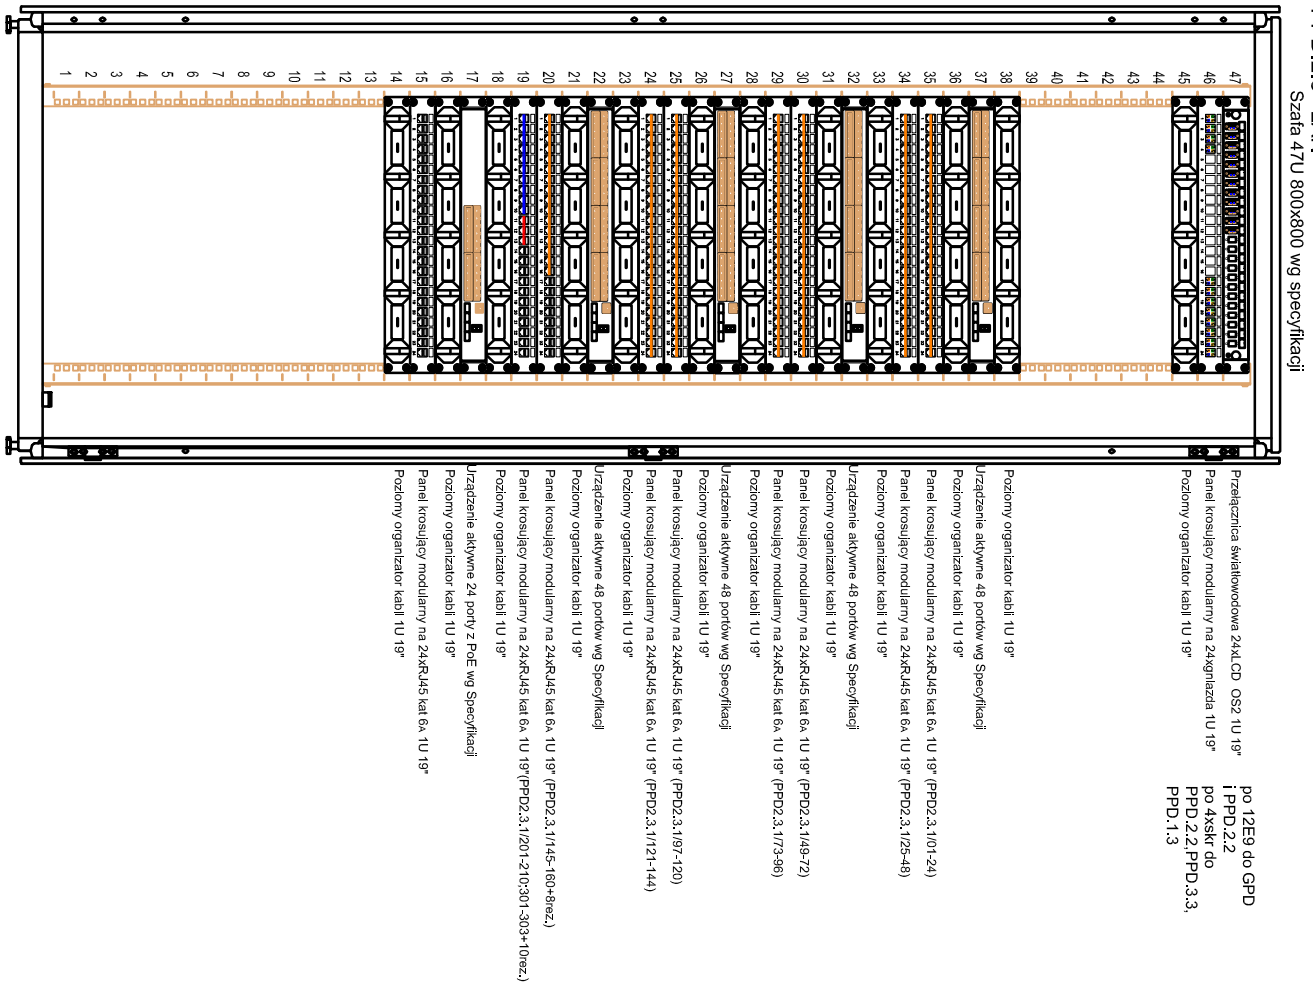 Szafa 47U 800x800 wg specyfikacji
47
46
45
44
43
42
41
40
39
38
37
36
35
34
33
32
31
30
29
28
27
26
25
24
23
22
21
20
19
18
17
16
15
14
13
12
11
10
9
8
7
6
5
4
3
2
1
Przełącznica światłowodowa 24xLCD OS2 1U 19"
Panel krosujący modularny na 24xgniazda 1U 19"
Poziomy organizator kabli 1U 19"
po 12E9 do GPD
i PPD.2.2
po 4xskr do
PPD.2.2,PPD.3.3,
PPD.1.3
Poziomy organizator kabli 1U 19"
Urządzenie aktywne 48 portów wg Specyfikacji
Poziomy organizator kabli 1U 19"
Panel krosujący modularny na 24xRJ45 kat 6A 1U 19" (PPD2.3.1/01-24)
Panel krosujący modularny na 24xRJ45 kat 6A 1U 19" (PPD2.3.1/25-48)
Poziomy organizator kabli 1U 19"
Urządzenie aktywne 48 portów wg Specyfikacji
Poziomy organizator kabli 1U 19"
Panel krosujący modularny na 24xRJ45 kat 6A 1U 19" (PPD2.3.1/49-72)
Panel krosujący modularny na 24xRJ45 kat 6A 1U 19" (PPD2.3.1/73-96)
Poziomy organizator kabli 1U 19"
Urządzenie aktywne 48 portów wg Specyfikacji
Poziomy organizator kabli 1U 19"
Panel krosujący modularny na 24xRJ45 kat 6A 1U 19" (PPD2.3.1/97-120)
Panel krosujący modularny na 24xRJ45 kat 6A 1U 19" (PPD2.3.1/121-144)
Poziomy organizator kabli 1U 19"
Urządzenie aktywne 48 portów wg Specyfikacji
Poziomy organizator kabli 1U 19"
Panel krosujący modularny na 24xRJ45 kat 6A 1U 19" (PPD2.3.1/145-160+8rez.)
Panel krosujący modularny na 24xRJ45 kat 6A 1U 19"(PPD2.3.1/201-210;301-303+10rez.)
Poziomy organizator kabli 1U 19"
Urządzenie aktywne 24 porty z PoE wg Specyfikacji
Poziomy organizator kabli 1U 19"
Panel krosujący modularny na 24xRJ45 kat 6A 1U 19"
Poziomy organizator kabli 1U 19"